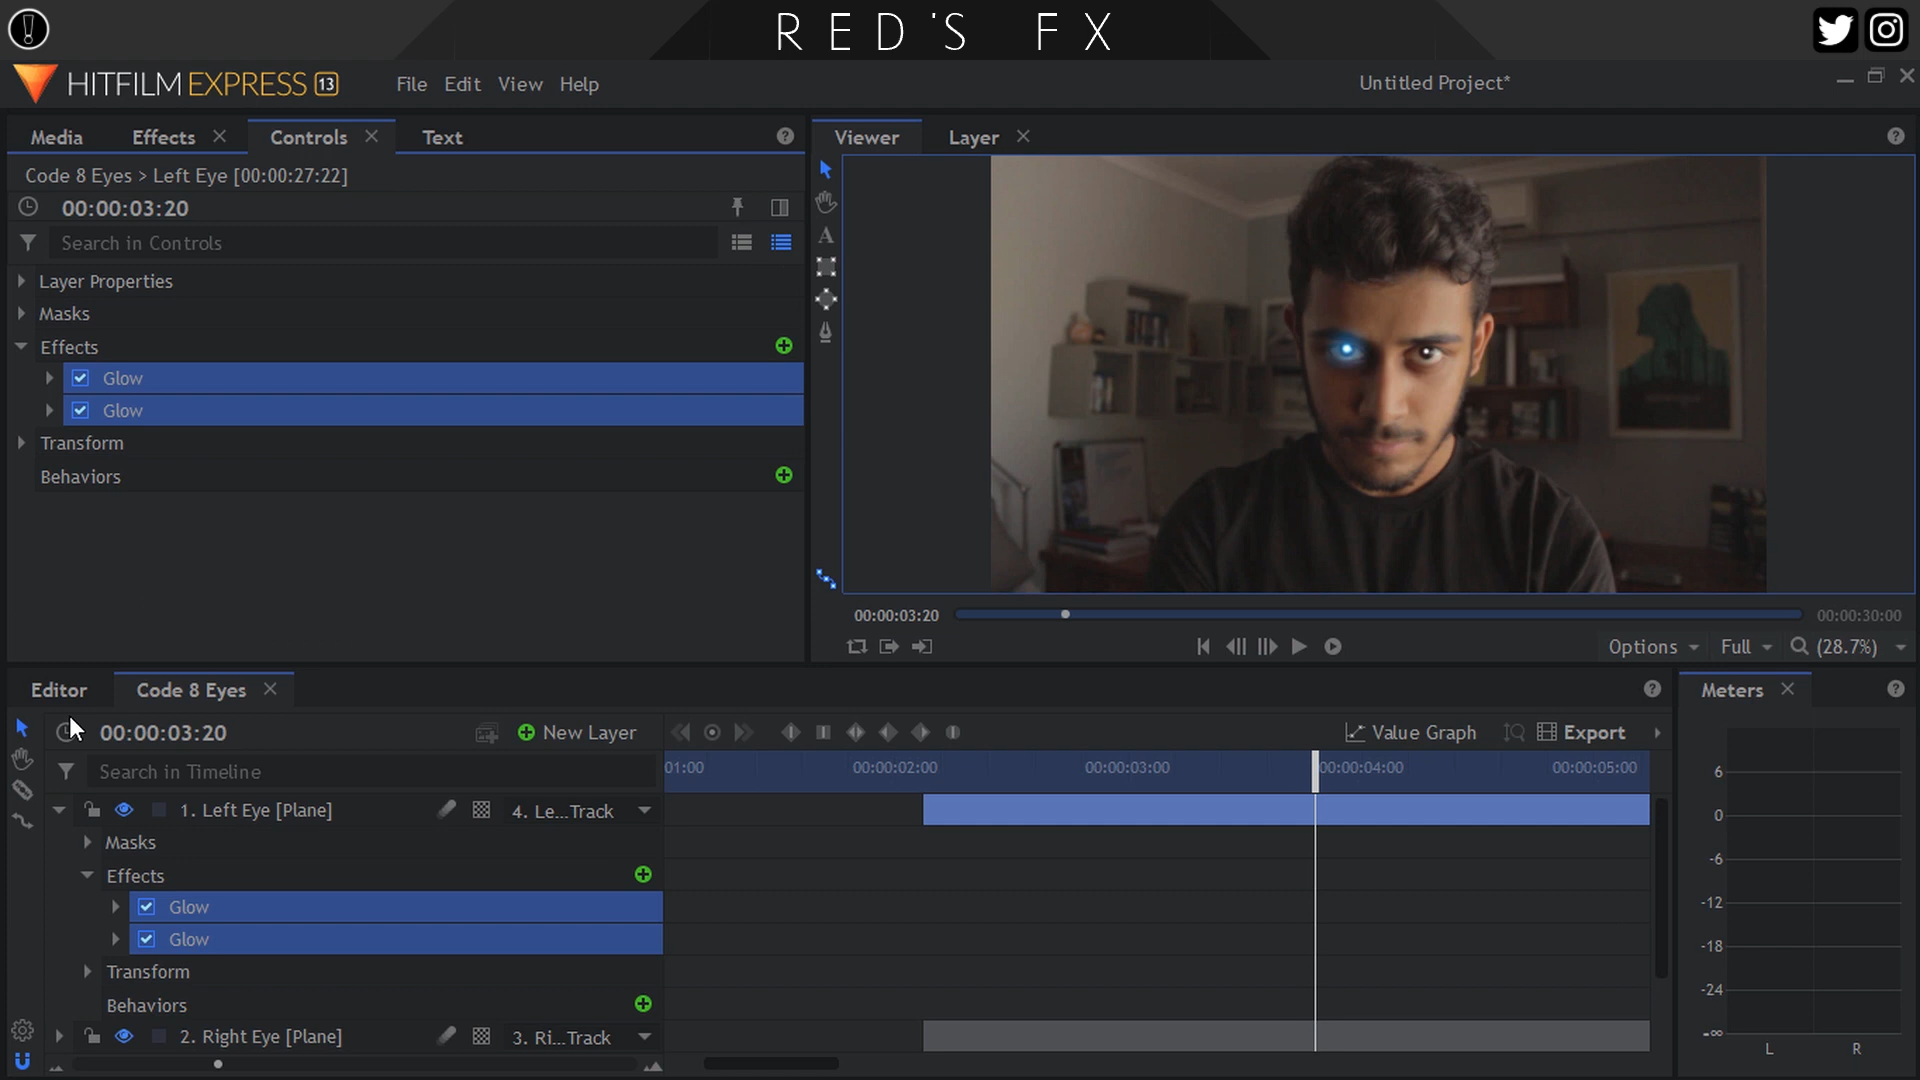 RED'S FX
HITFILM EXPRESS 13
File Edit View Help
Untitled Project*
Media Effects Controls Text
Viewer Layer
Code 8 Eyes > Left Eye [00:00:27:22]
00:00:03:20
Search in Controls
Layer Properties
Masks
Effects
Glow
Glow
Transform
Behaviors
A
00:00:03:20
00:00:30:00
Options Full (28.7%)
Editor Code 8 Eyes
Meters
00:00:03:20
New Layer
Value Graph
Export
Search in Timeline
01:00 00:00:02:00 00:00:03:00 00:00:04:00 00:00:05:00
1. Left Eye [Plane]
4. Le...Track
Masks
Effects
Glow
Glow
Transform
Behaviors
2. Right Eye [Plane]
3. Ri...Track
6
0
-6
-12
-18
-24
-∞
L R